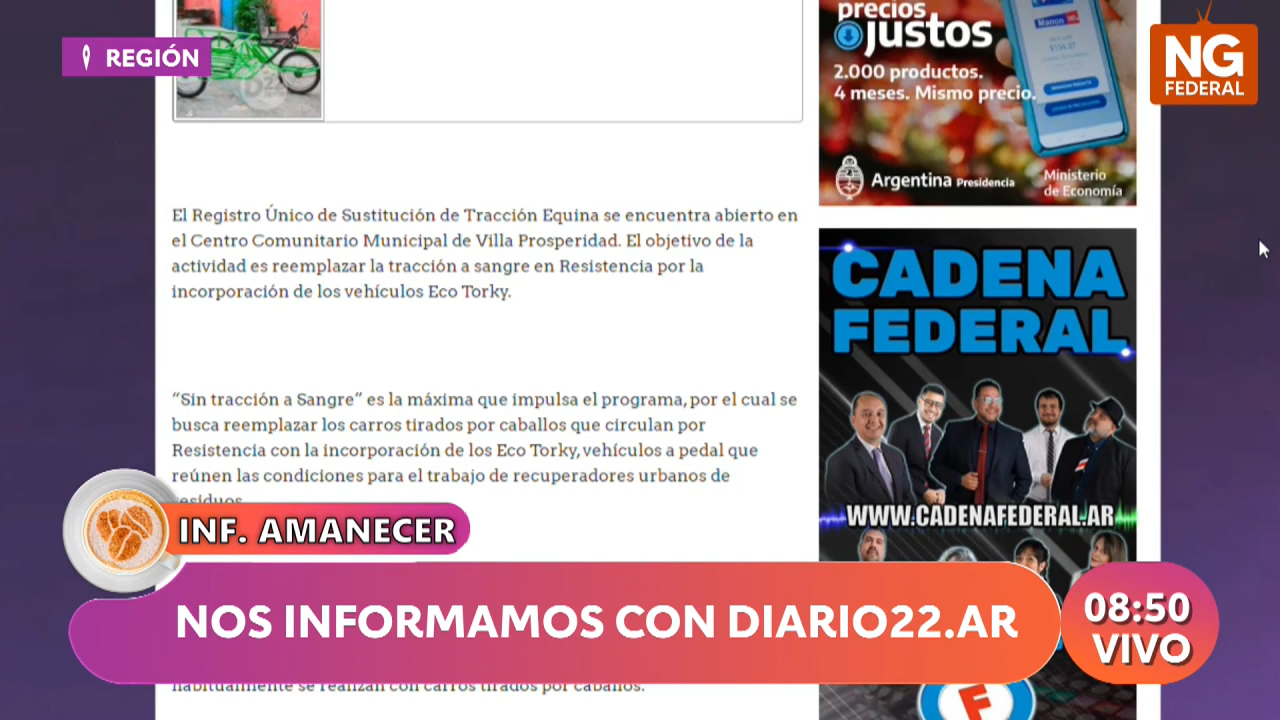 REGIÓN
El Registro Único de Sustitución de Tracción Equina se encuentra abierto en
el Centro Comunitario Municipal de Villa Prosperidad. El objetivo de la
actividad es reemplazar la tracción a sangre en Resistencia por la
incorporación de los vehículos Eco Torky.
“Sin tracción a Sangre” es la máxima que impulsa el programa, por el cual se
busca reemplazar los carros tirados por caballos que circulan por
Resistencia con la incorporación de los Eco Torky, vehículos a pedal que
reúnen las condiciones para el trabajo de recuperadores urbanos de
residuos.
habitualmente se realizan con carros tirados por caballos.
precios
justos
2.000 productos.
4 meses. Mismo precio.
Argentina Presidencia
Ministerio
de Economía
CADENA
FEDERAL
WWW.CADENAFEDERAL.AR
F
NG
FEDERAL
INF. AMANECER
NOS INFORMAMOS CON DIARIO22.AR
08:50
VIVO